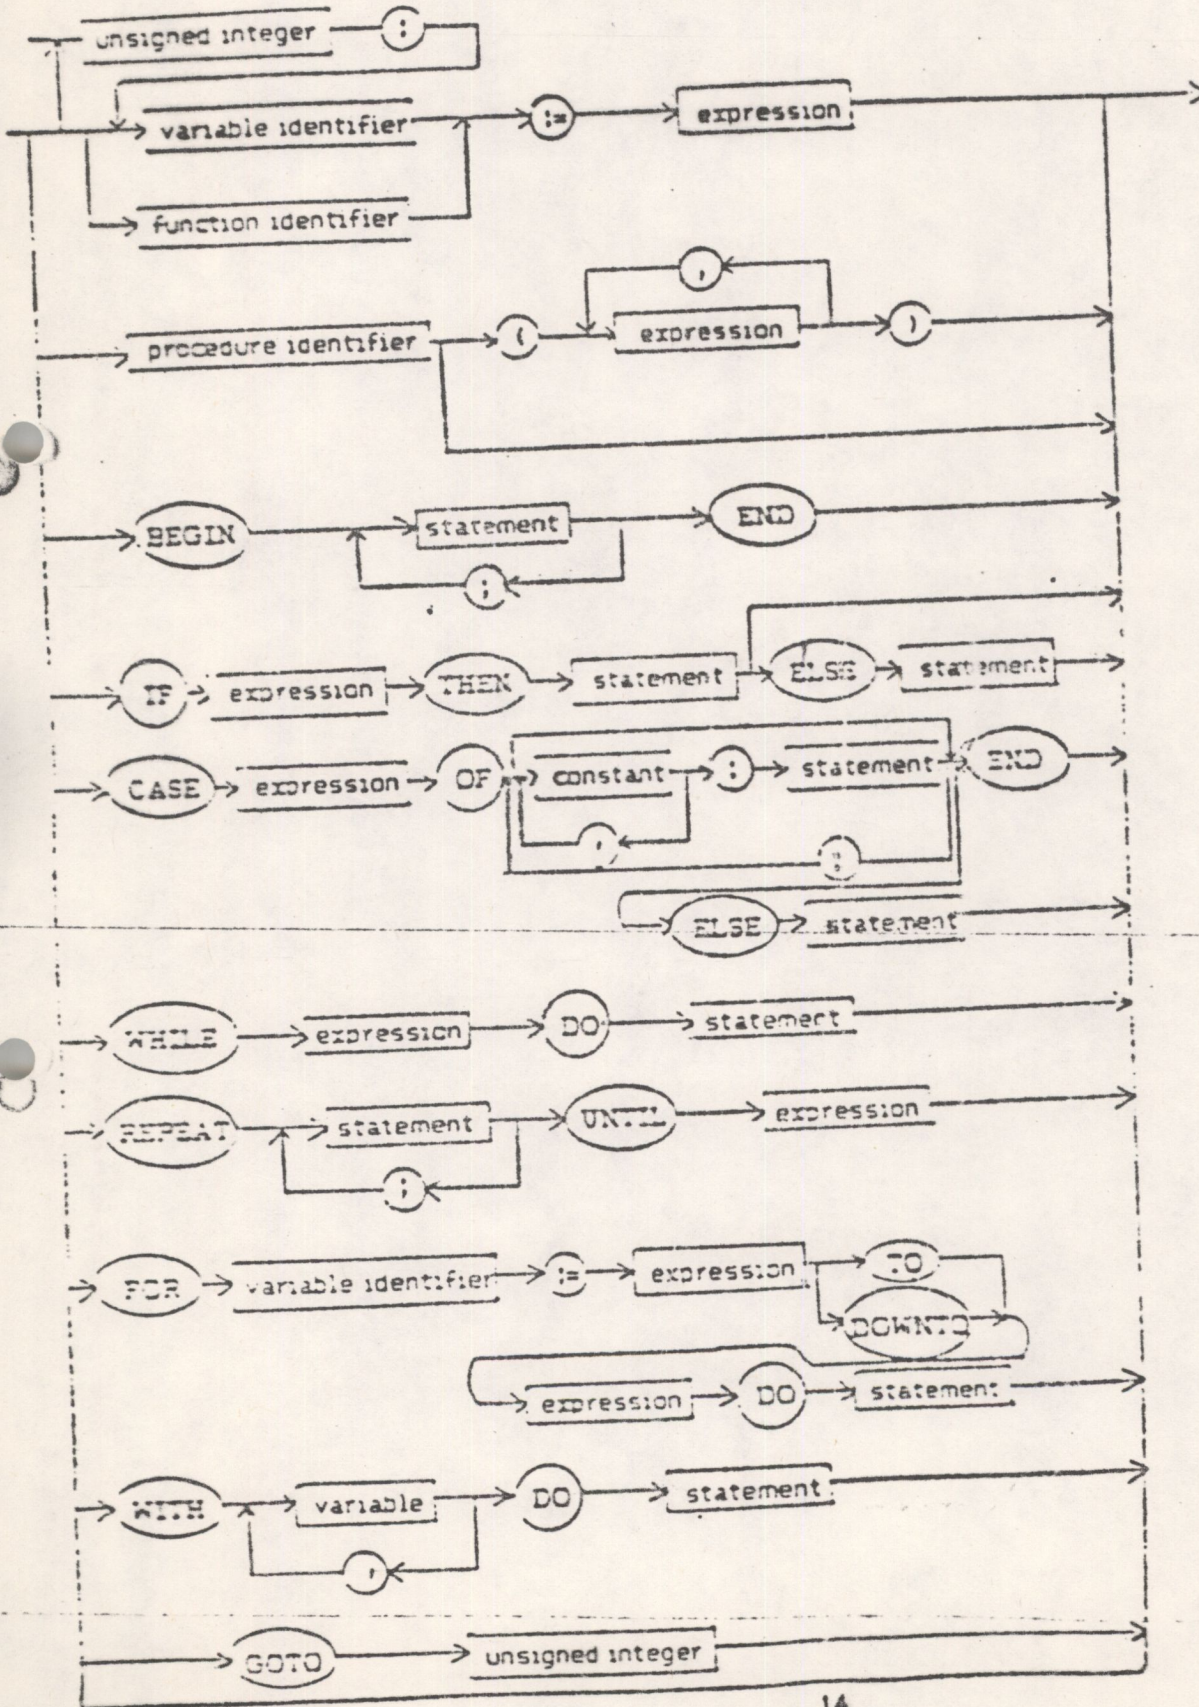 unsigned integer :
variable identifier := expression
function identifier
,
procedure identifier ( expression )
BEGIN statement END
;
IF expression THEN statement ELSE statement
CASE expression OF constant : statement END
,
;
ELSE statement
WHILE expression DO statement
REPEAT statement UNTIL expression
;
FOR variable identifier := expression TO
DOWNTO
expression DO statement
WITH variable DO statement
,
GOTO unsigned integer
14